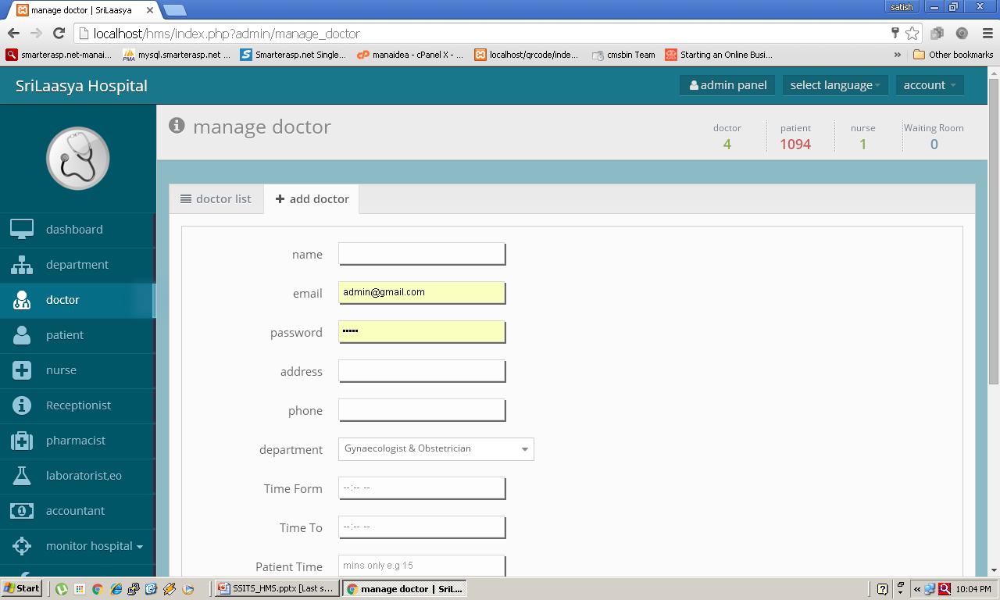 manage doctor | SriLaasya
satish
localhost/hms/index.php?admin/manage_doctor
smarterasp.net-manai... mysql.smarterasp.net ... Smarterasp.net Single... manaidea - cPanel X -... localhost/qrcode/inde... cmsbin Team Starting an Online Busi... » Other bookmarks
SriLaasya Hospital
admin panel select language account
manage doctor
doctor patient nurse Waiting Room
4 1094 1 0
doctor list add doctor
dashboard
department
doctor
patient
nurse
Receptionist
pharmacist
laboratorist,eo
accountant
monitor hospital
name
email admin@gmail.com
password •••••
address
phone
department Gynaecologist & Obstetrician
Time Form --:-- --
Time To --:-- --
Patient Time mins only e.g 15
Start SSITS_HMS.pptx [Last s... manage doctor | SriL... « 10:04 PM